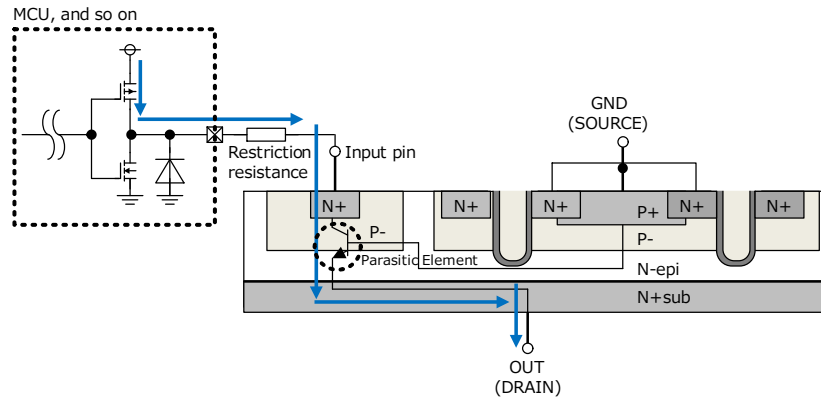 MCU, and so on
GND
(SOURCE)
Restriction
resistance
Input pin
N+
N+
N+
P+
N+
N+
P-
P-
Parasitic Element
N-epi
N+sub
OUT
(DRAIN)